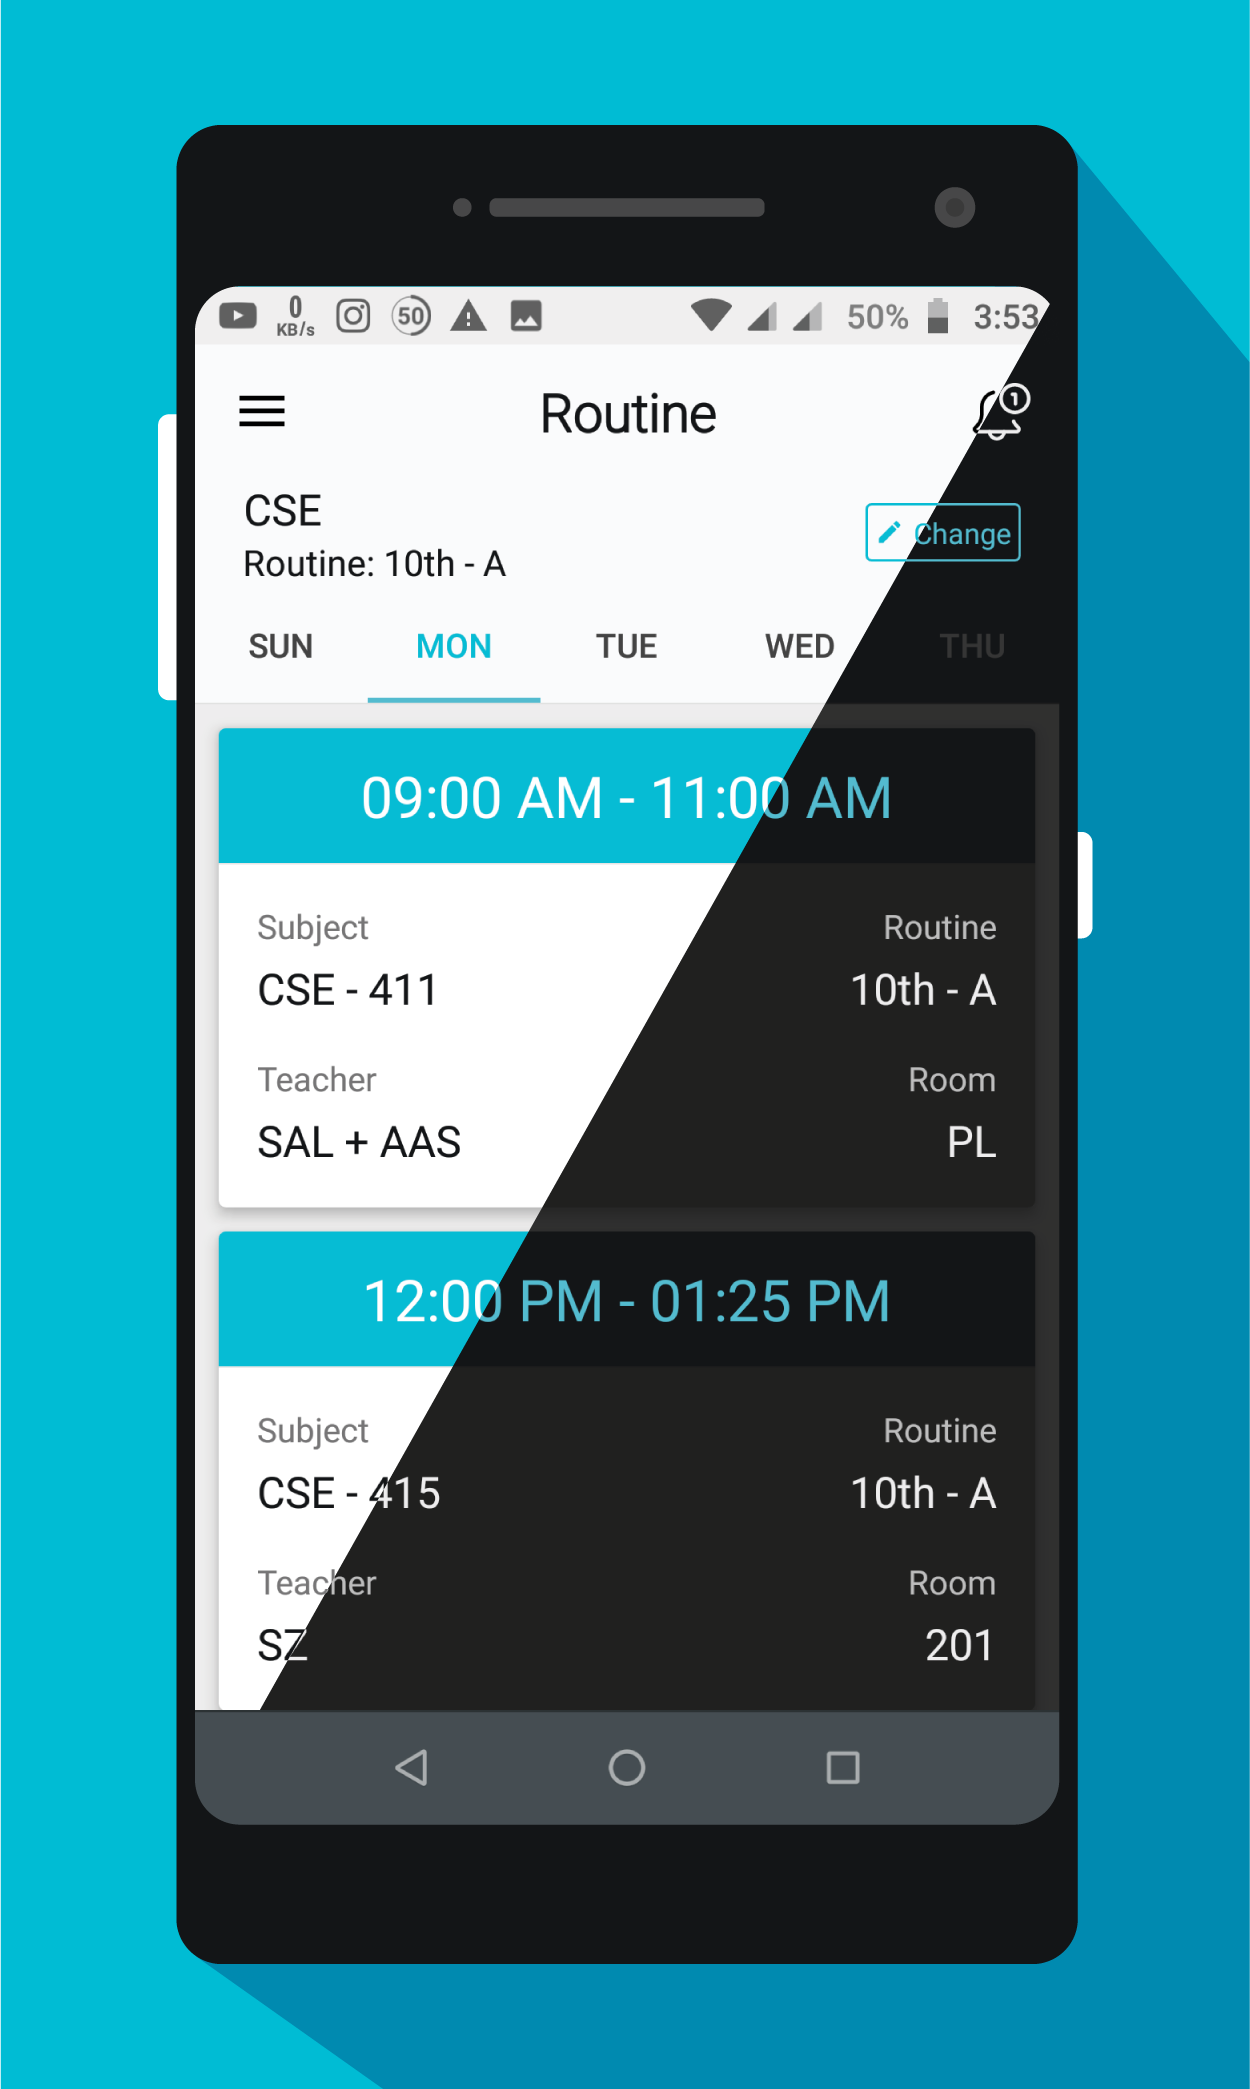 0
KB/s
50
50%
3:53
Routine
1
CSE
Change
Routine: 10th - A
SUN MON TUE WED THU
09:00 AM - 11:00 AM
Subject Routine
CSE - 411 10th - A
Teacher Room
SAL + AAS PL
12:00 PM - 01:25 PM
Subject Routine
CSE - 415 10th - A
Teacher Room
SZ 201